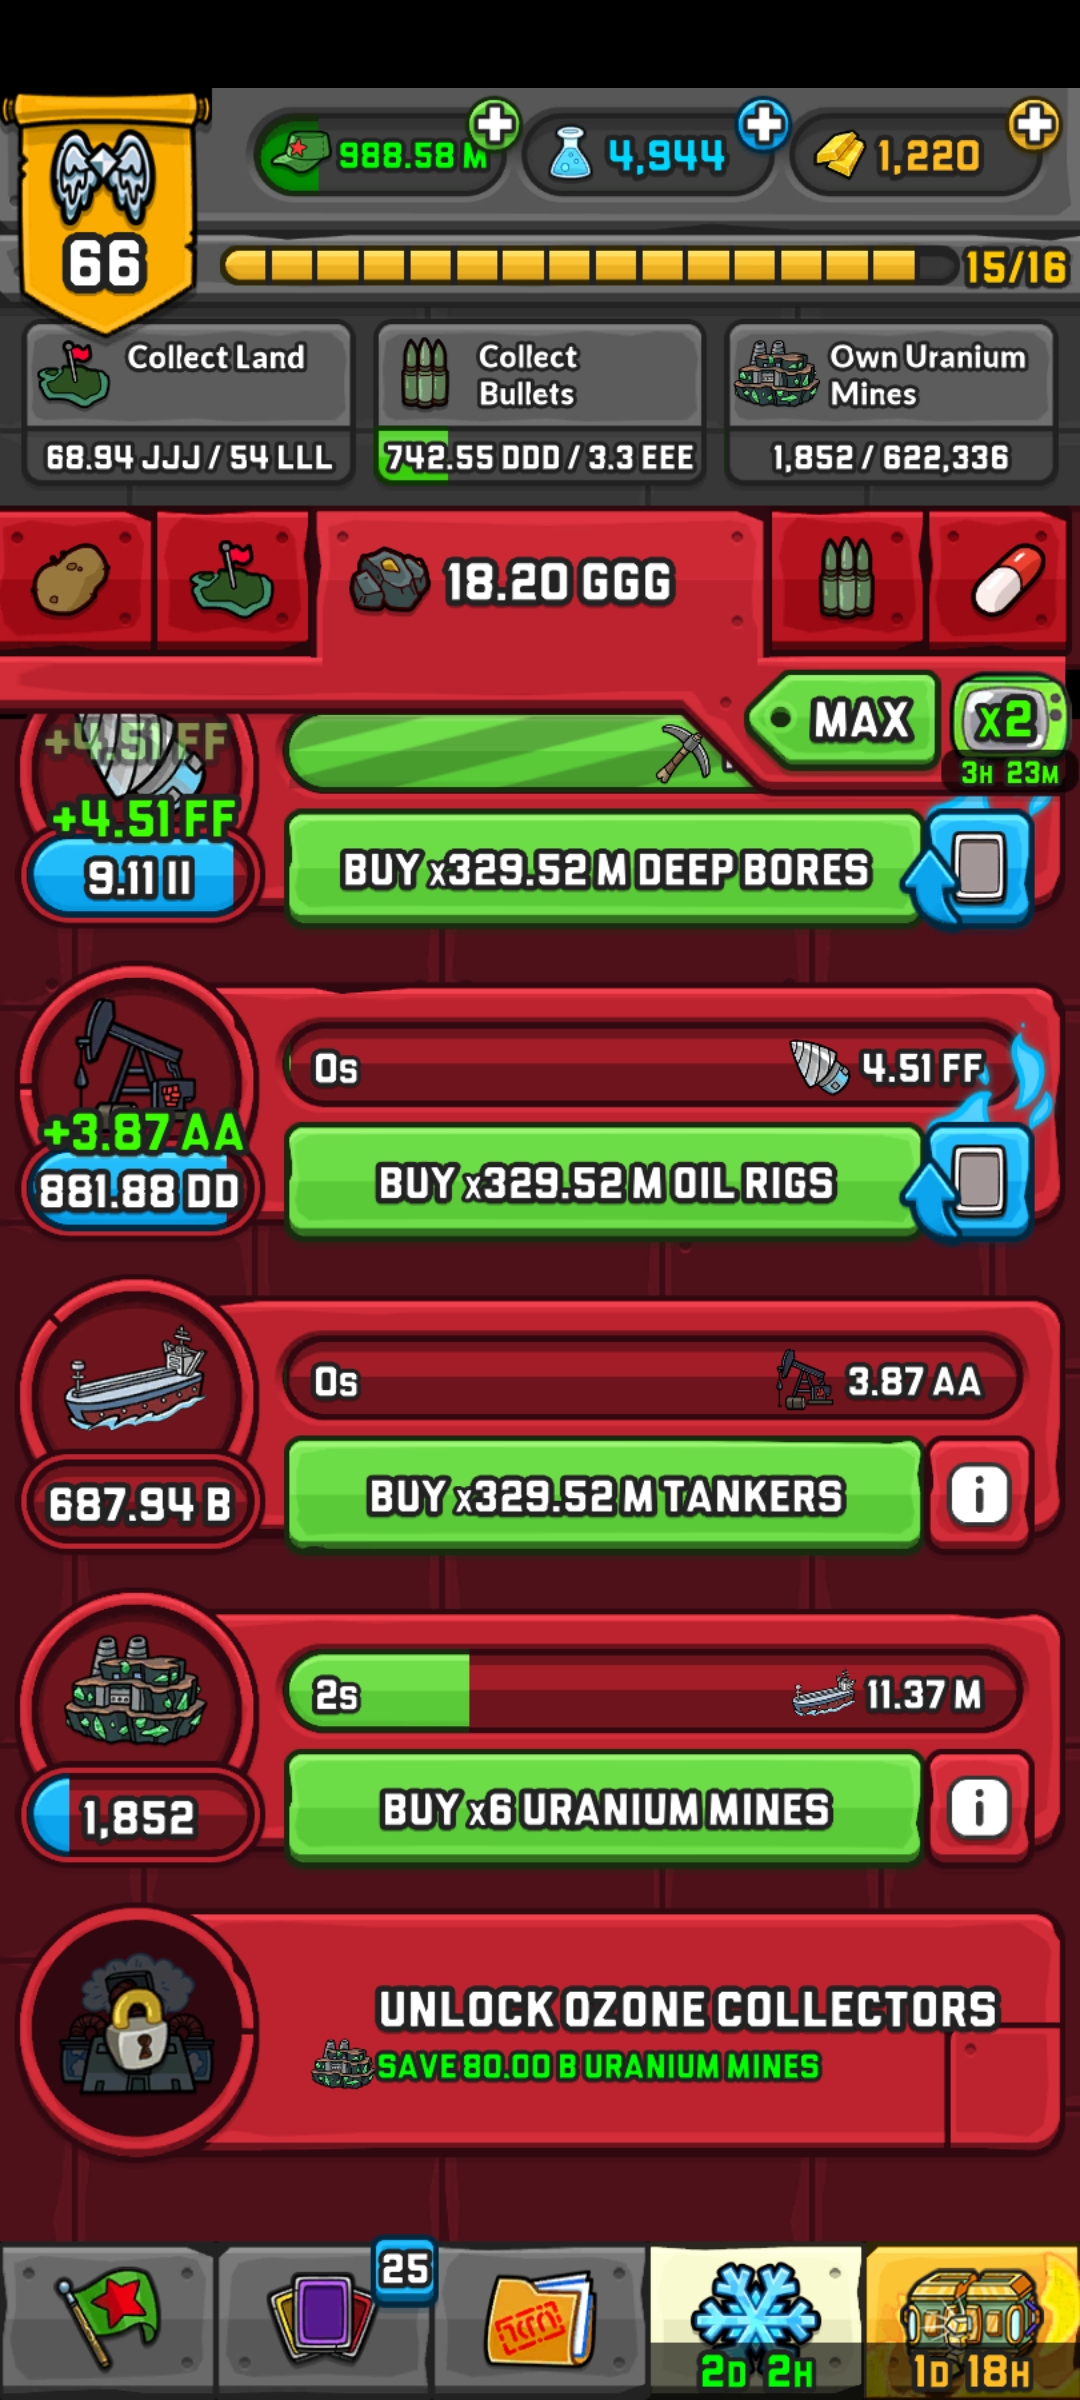 988.58 M
4,944
1,220
66
15/16
Collect Land
68.94 JJJ / 54 LLL
Collect
Bullets
742.55 DDD / 3.3 EEE
Own Uranium
Mines
1,852 / 622,336
18.20 GGG
MAX
x2
3H 23M
+4.51 FF
+4.51 FF
9.11 II
BUY x329.52 M DEEP BORES
0s
4.51 FF
+3.87 AA
881.88 DD
BUY x329.52 M OIL RIGS
0s
3.87 AA
687.94 B
BUY x329.52 M TANKERS
i
2s
11.37 M
1,852
BUY x6 URANIUM MINES
i
UNLOCK OZONE COLLECTORS
SAVE 80.00 B URANIUM MINES
25
2D 2H
1D 18H